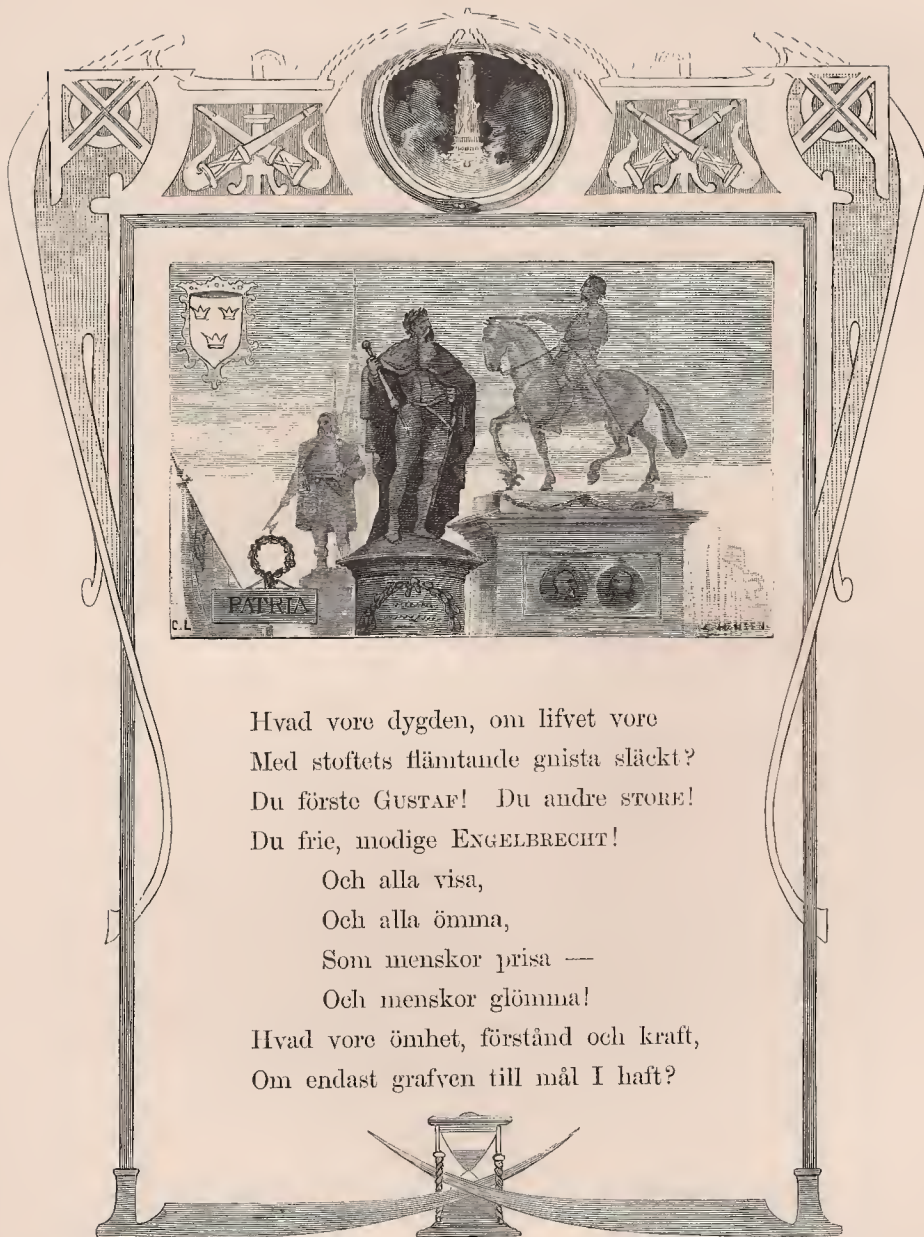 PATRIA
C.L
Hvad vore dygden, om lifvet vore
Med stoftets flämtande gnista släckt?
Du förste GUSTAF! Du andre STORE!
Du frie, modige ENGELBRECHT!
Och alla visa,
Och alla ömma,
Som menskor prisa —
Och menskor glömma!
Hvad vore ömhet, förstånd och kraft,
Om endast grafven till mål I haft?